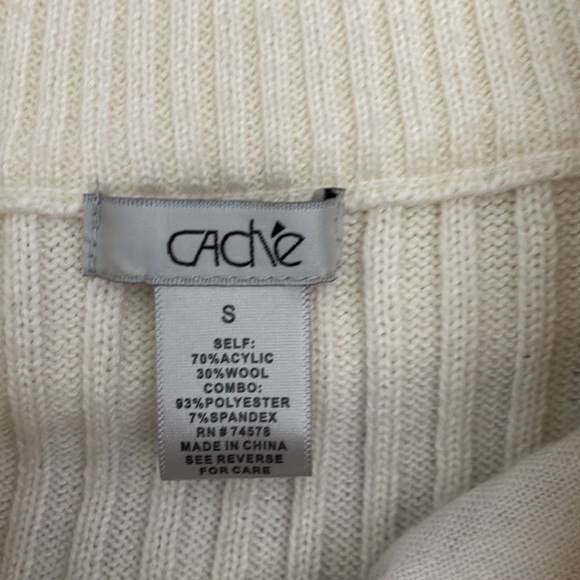 CAChé
S
SELF:
70%ACYLIC
30%WOOL
COMBO:
93%POLYESTER
7%SPANDEX
RN#74578
MADE IN CHINA
SEE REVERSE
FOR CARE